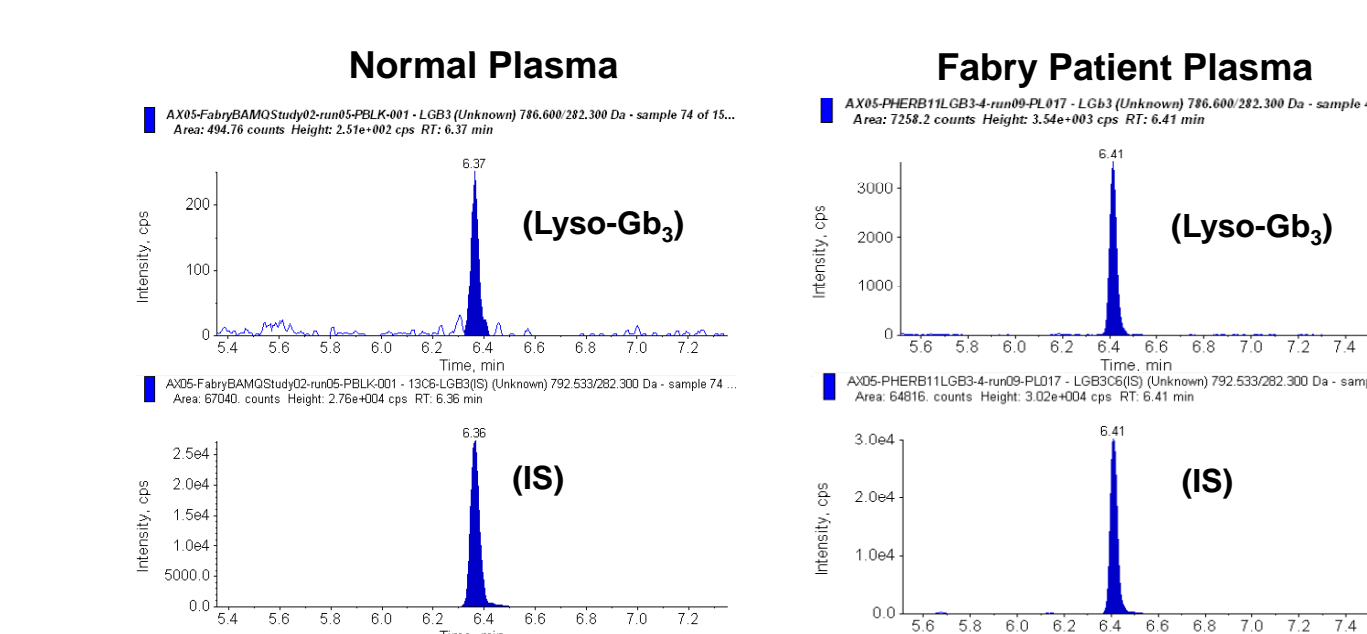 Normal Plasma
AX05-FabryBAMQStudy02-run05-PBLK-001 - LGB3 (Unknown) 786.600/282.300 Da - sample 74 of 15...
Area: 494.76 counts Height: 2.51e+002 cps RT: 6.37 min
6.37
(Lyso-Gb3)
Intensity, cps
200
100
0
5.4 5.6 5.8 6.0 6.2 6.4 6.6 6.8 7.0 7.2
Time, min
AX05-FabryBAMQStudy02-run05-PBLK-001 - 13C6-LGB3(IS) (Unknown) 792.533/282.300 Da - sample 74 ...
Area: 67040. counts Height: 2.76e+004 cps RT: 6.36 min
6.36
(IS)
Intensity, cps
2.5e4
2.0e4
1.5e4
1.0e4
5000.0
0.0
5.4 5.6 5.8 6.0 6.2 6.4 6.6 6.8 7.0 7.2
Time, min
Fabry Patient Plasma
AX05-PHERB11LGB3-4-run09-PL017 - LGb3 (Unknown) 786.600/282.300 Da - sample
Area: 7258.2 counts Height: 3.54e+003 cps RT: 6.41 min
6.41
(Lyso-Gb3)
Intensity, cps
3000
2000
1000
0
5.6 5.8 6.0 6.2 6.4 6.6 6.8 7.0 7.2 7.4
Time, min
AX05-PHERB11LGB3-4-run09-PL017 - LGB3C6(IS) (Unknown) 792.533/282.300 Da - sam
Area: 64816. counts Height: 3.02e+004 cps RT: 6.41 min
6.41
(IS)
Intensity, cps
3.0e4
2.0e4
1.0e4
0.0
5.6 5.8 6.0 6.2 6.4 6.6 6.8 7.0 7.2 7.4